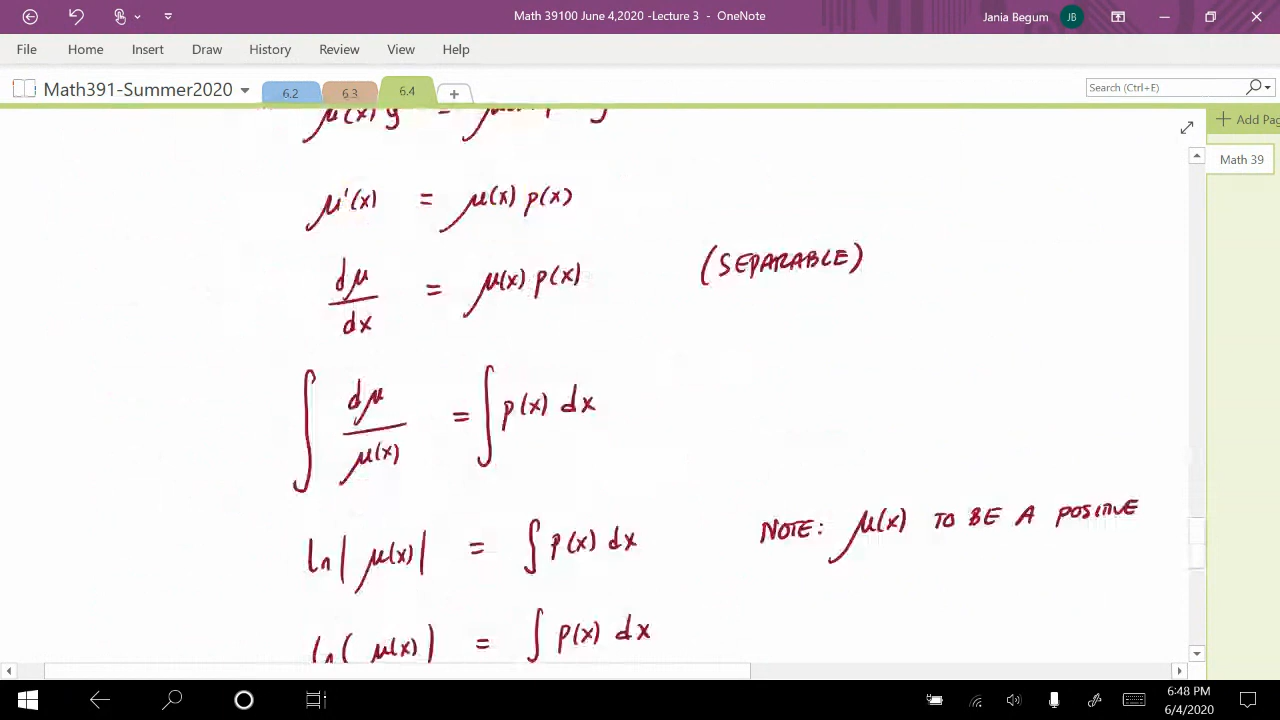 Math 39100 June 4,2020 -Lecture 3 - OneNote
Jania Begum JB
File Home Insert Draw History Review View Help
Math391-Summer2020
6.2 6.3 6.4
Search (Ctrl+E)
Add Pag
Math 39
μ'(x) = μ(x) p(x)
dμ/dx = μ(x) p(x) (SEPARABLE)
∫ dμ/μ(x) = ∫ p(x) dx
ln|μ(x)| = ∫ p(x) dx NOTE: μ(x) TO BE A POSITIVE
ln(μ(x)) = ∫ p(x) dx
6:48 PM
6/4/2020